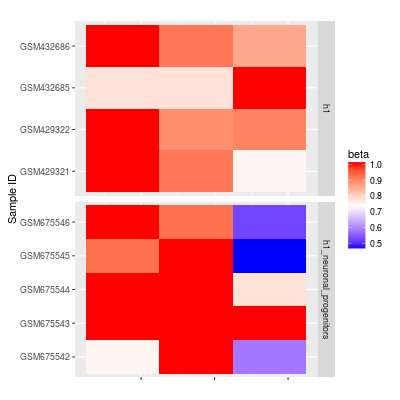 GSM432686
GSM432685
GSM429322
GSM429321
h1
GSM675546
GSM675545
GSM675544
GSM675543
GSM675542
h1_neuronal_progenitors
Sample ID
beta
1.0
0.9
0.8
0.7
0.6
0.5